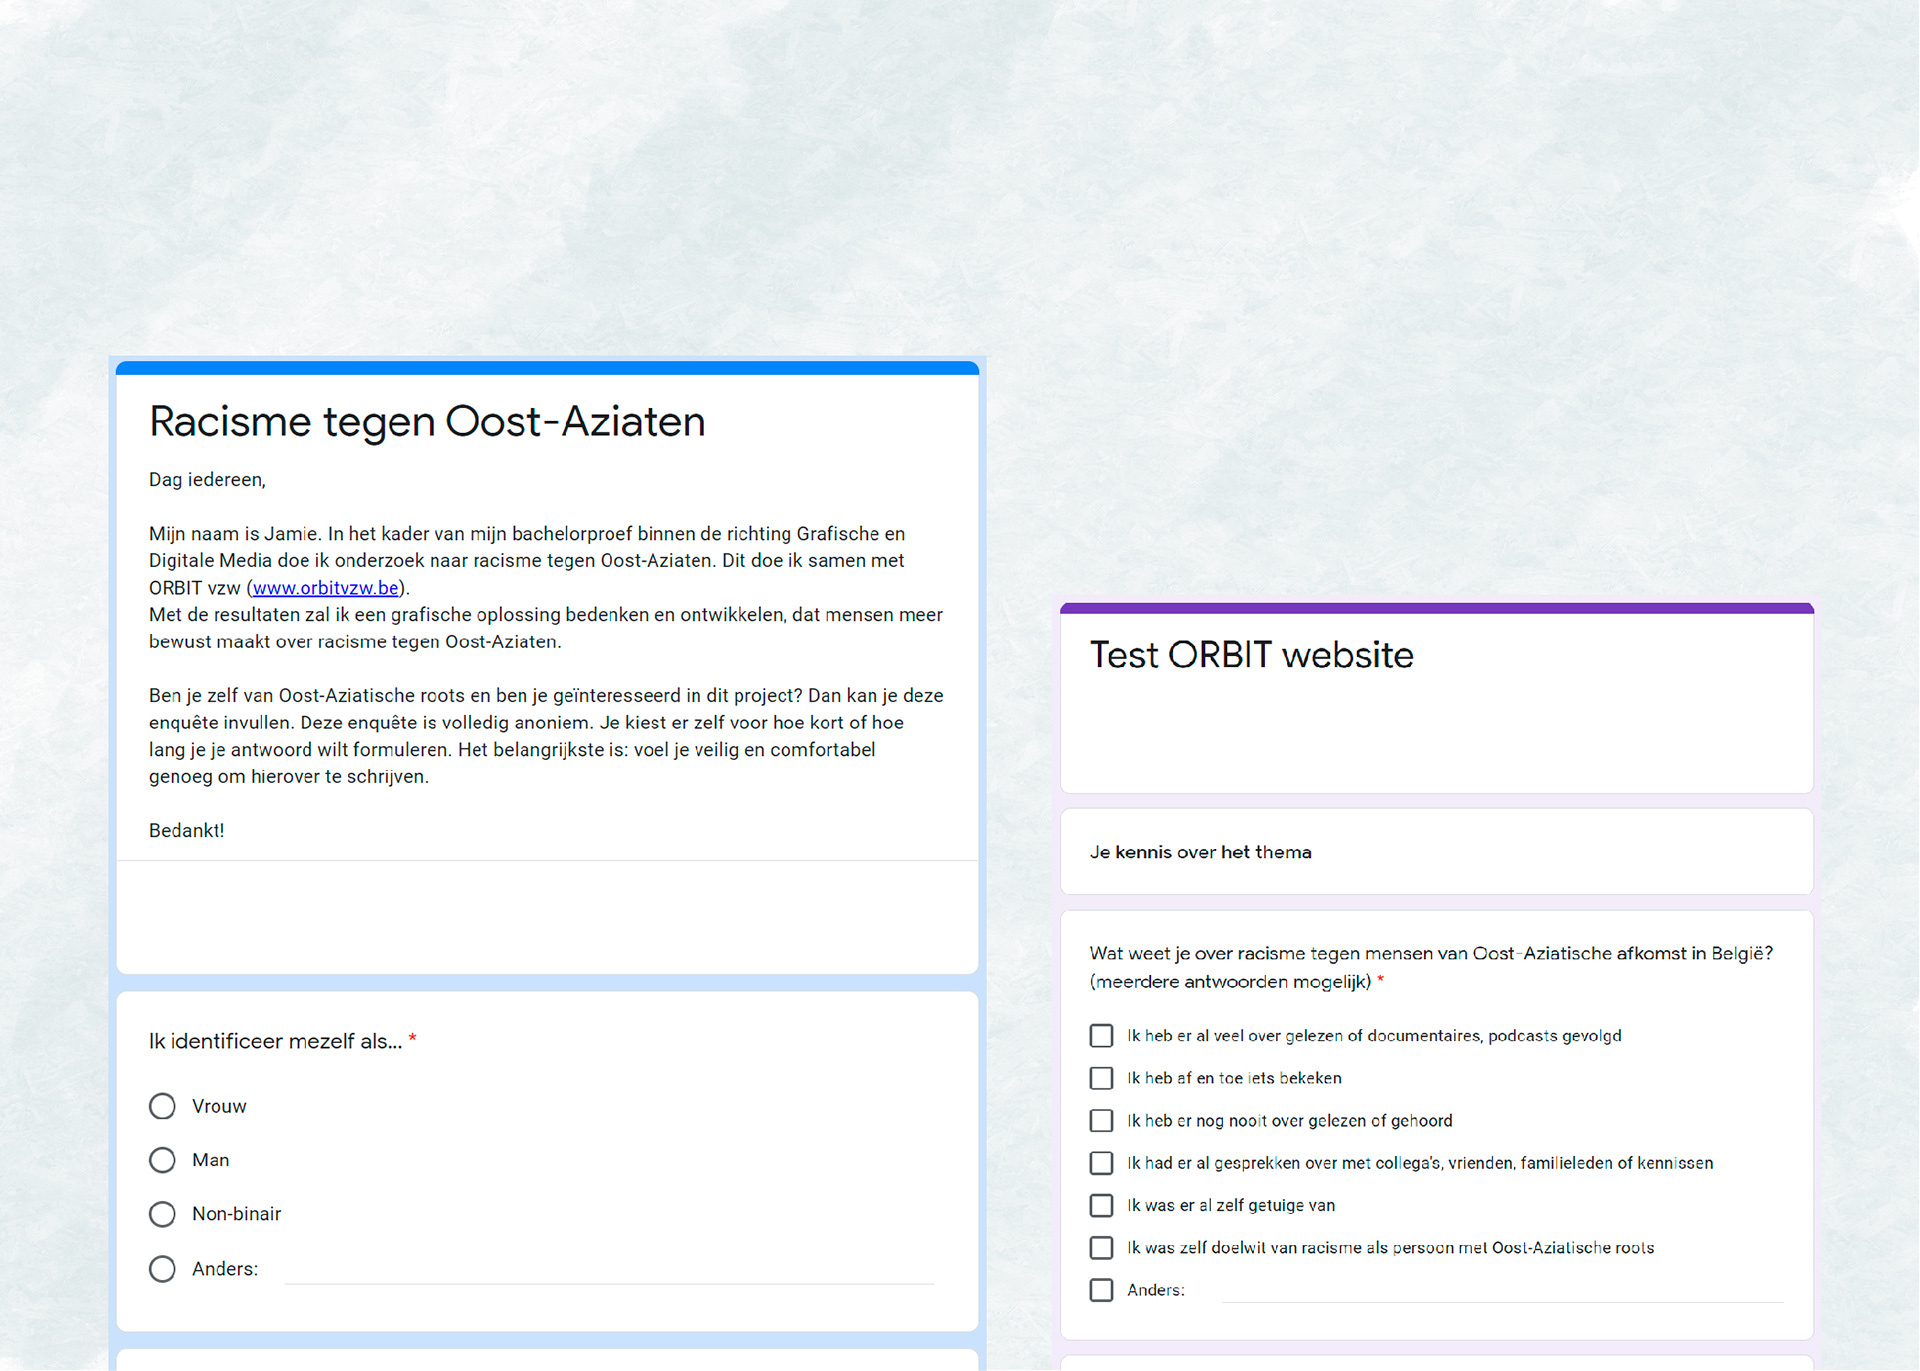 Racisme tegen Oost-Aziaten
Dag iedereen,
Mijn naam is Jamie. In het kader van mijn bachelorproef binnen de richting Grafische en
Digitale Media doe ik onderzoek naar racisme tegen Oost-Aziaten. Dit doe ik samen met
ORBIT vzw (www.orbitvzw.be).
Met de resultaten zal ik een grafische oplossing bedenken en ontwikkelen, dat mensen meer
bewust maakt over racisme tegen Oost-Aziaten.
Ben je zelf van Oost-Aziatische roots en ben je geïnteresseerd in dit project? Dan kan je deze
enquête invullen. Deze enquête is volledig anoniem. Je kiest er zelf voor hoe kort of hoe
lang je je antwoord wilt formuleren. Het belangrijkste is: voel je veilig en comfortabel
genoeg om hierover te schrijven.
Bedankt!
Ik identificeer mezelf als... *
Vrouw
Man
Non-binair
Anders:
Test ORBIT website
Je kennis over het thema
Wat weet je over racisme tegen mensen van Oost-Aziatische afkomst in België?
(meerdere antwoorden mogelijk) *
Ik heb er al veel over gelezen of documentaires, podcasts gevolgd
Ik heb af en toe iets bekeken
Ik heb er nog nooit over gelezen of gehoord
Ik had er al gesprekken over met collega's, vrienden, familieleden of kennissen
Ik was er al zelf getuige van
Ik was zelf doelwit van racisme als persoon met Oost-Aziatische roots
Anders: